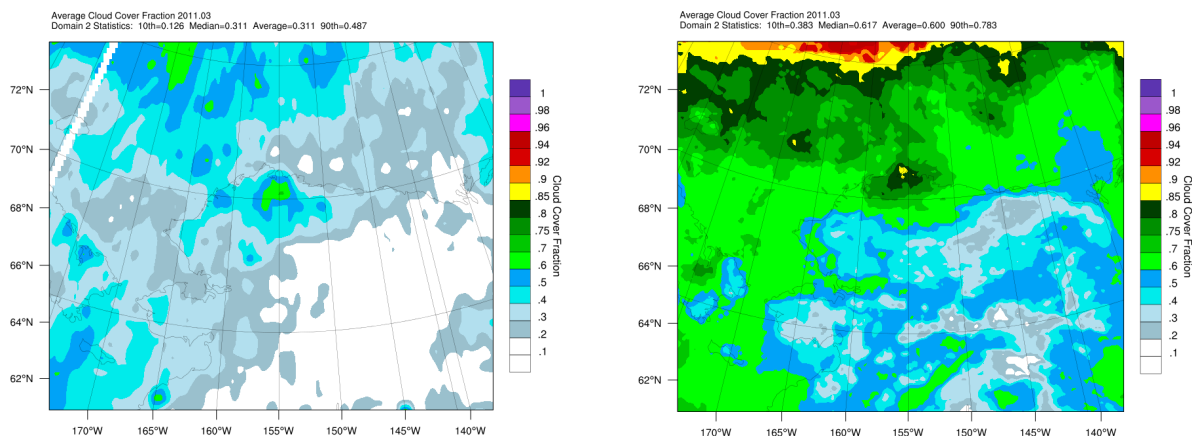 Average Cloud Cover Fraction 2011.03
Domain 2 Statistics: 10th=0.126 Median=0.311 Average=0.311 90th=0.487
72°N
70°N
68°N
66°N
64°N
62°N
170°W 165°W 160°W 155°W 150°W 145°W 140°W
1
.98
.96
.94
.92
.9
.85
.8
.75
.7
.6
.5
.4
.3
.2
.1
Cloud Cover Fraction
Average Cloud Cover Fraction 2011.03
Domain 2 Statistics: 10th=0.383 Median=0.617 Average=0.600 90th=0.783
72°N
70°N
68°N
66°N
64°N
62°N
170°W 165°W 160°W 155°W 150°W 145°W 140°W
1
.98
.96
.94
.92
.9
.85
.8
.75
.7
.6
.5
.4
.3
.2
.1
Cloud Cover Fraction